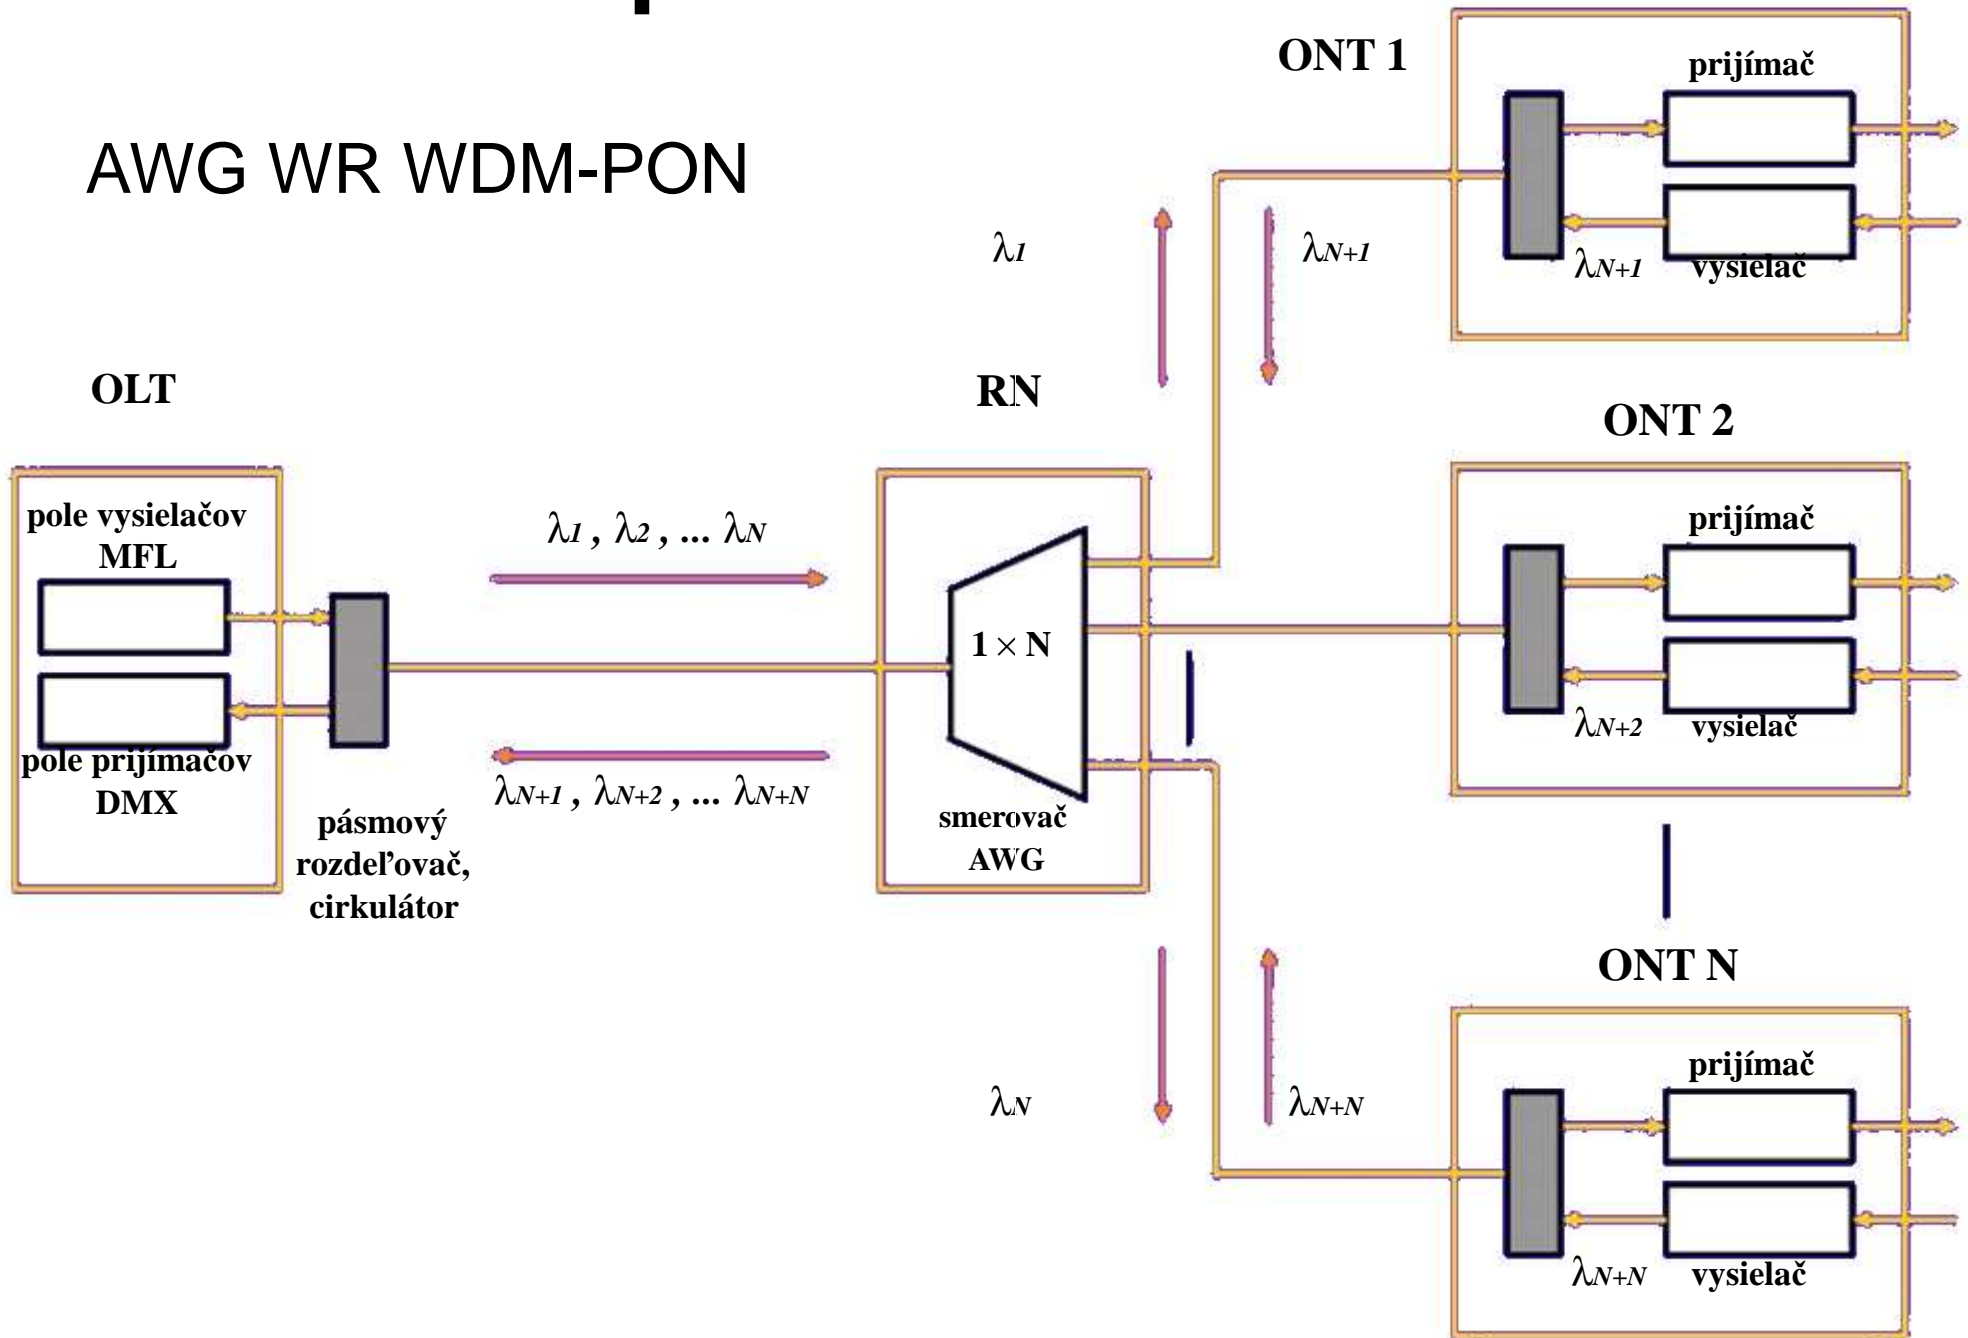 AWG WR WDM-PON
ONT 1
prijímač
λN+1
vysielač
λ1
λN+1
OLT
RN
ONT 2
pole vysielačov
MFL
λ1 , λ2 , ... λN
prijímač
1 × N
λN+2
vysielač
pole prijímačov
DMX
λN+1 , λN+2 , ... λN+N
pásmový
rozdeľovač,
cirkulátor
smerovač
AWG
ONT N
prijímač
λN
λN+N
λN+N
vysielač